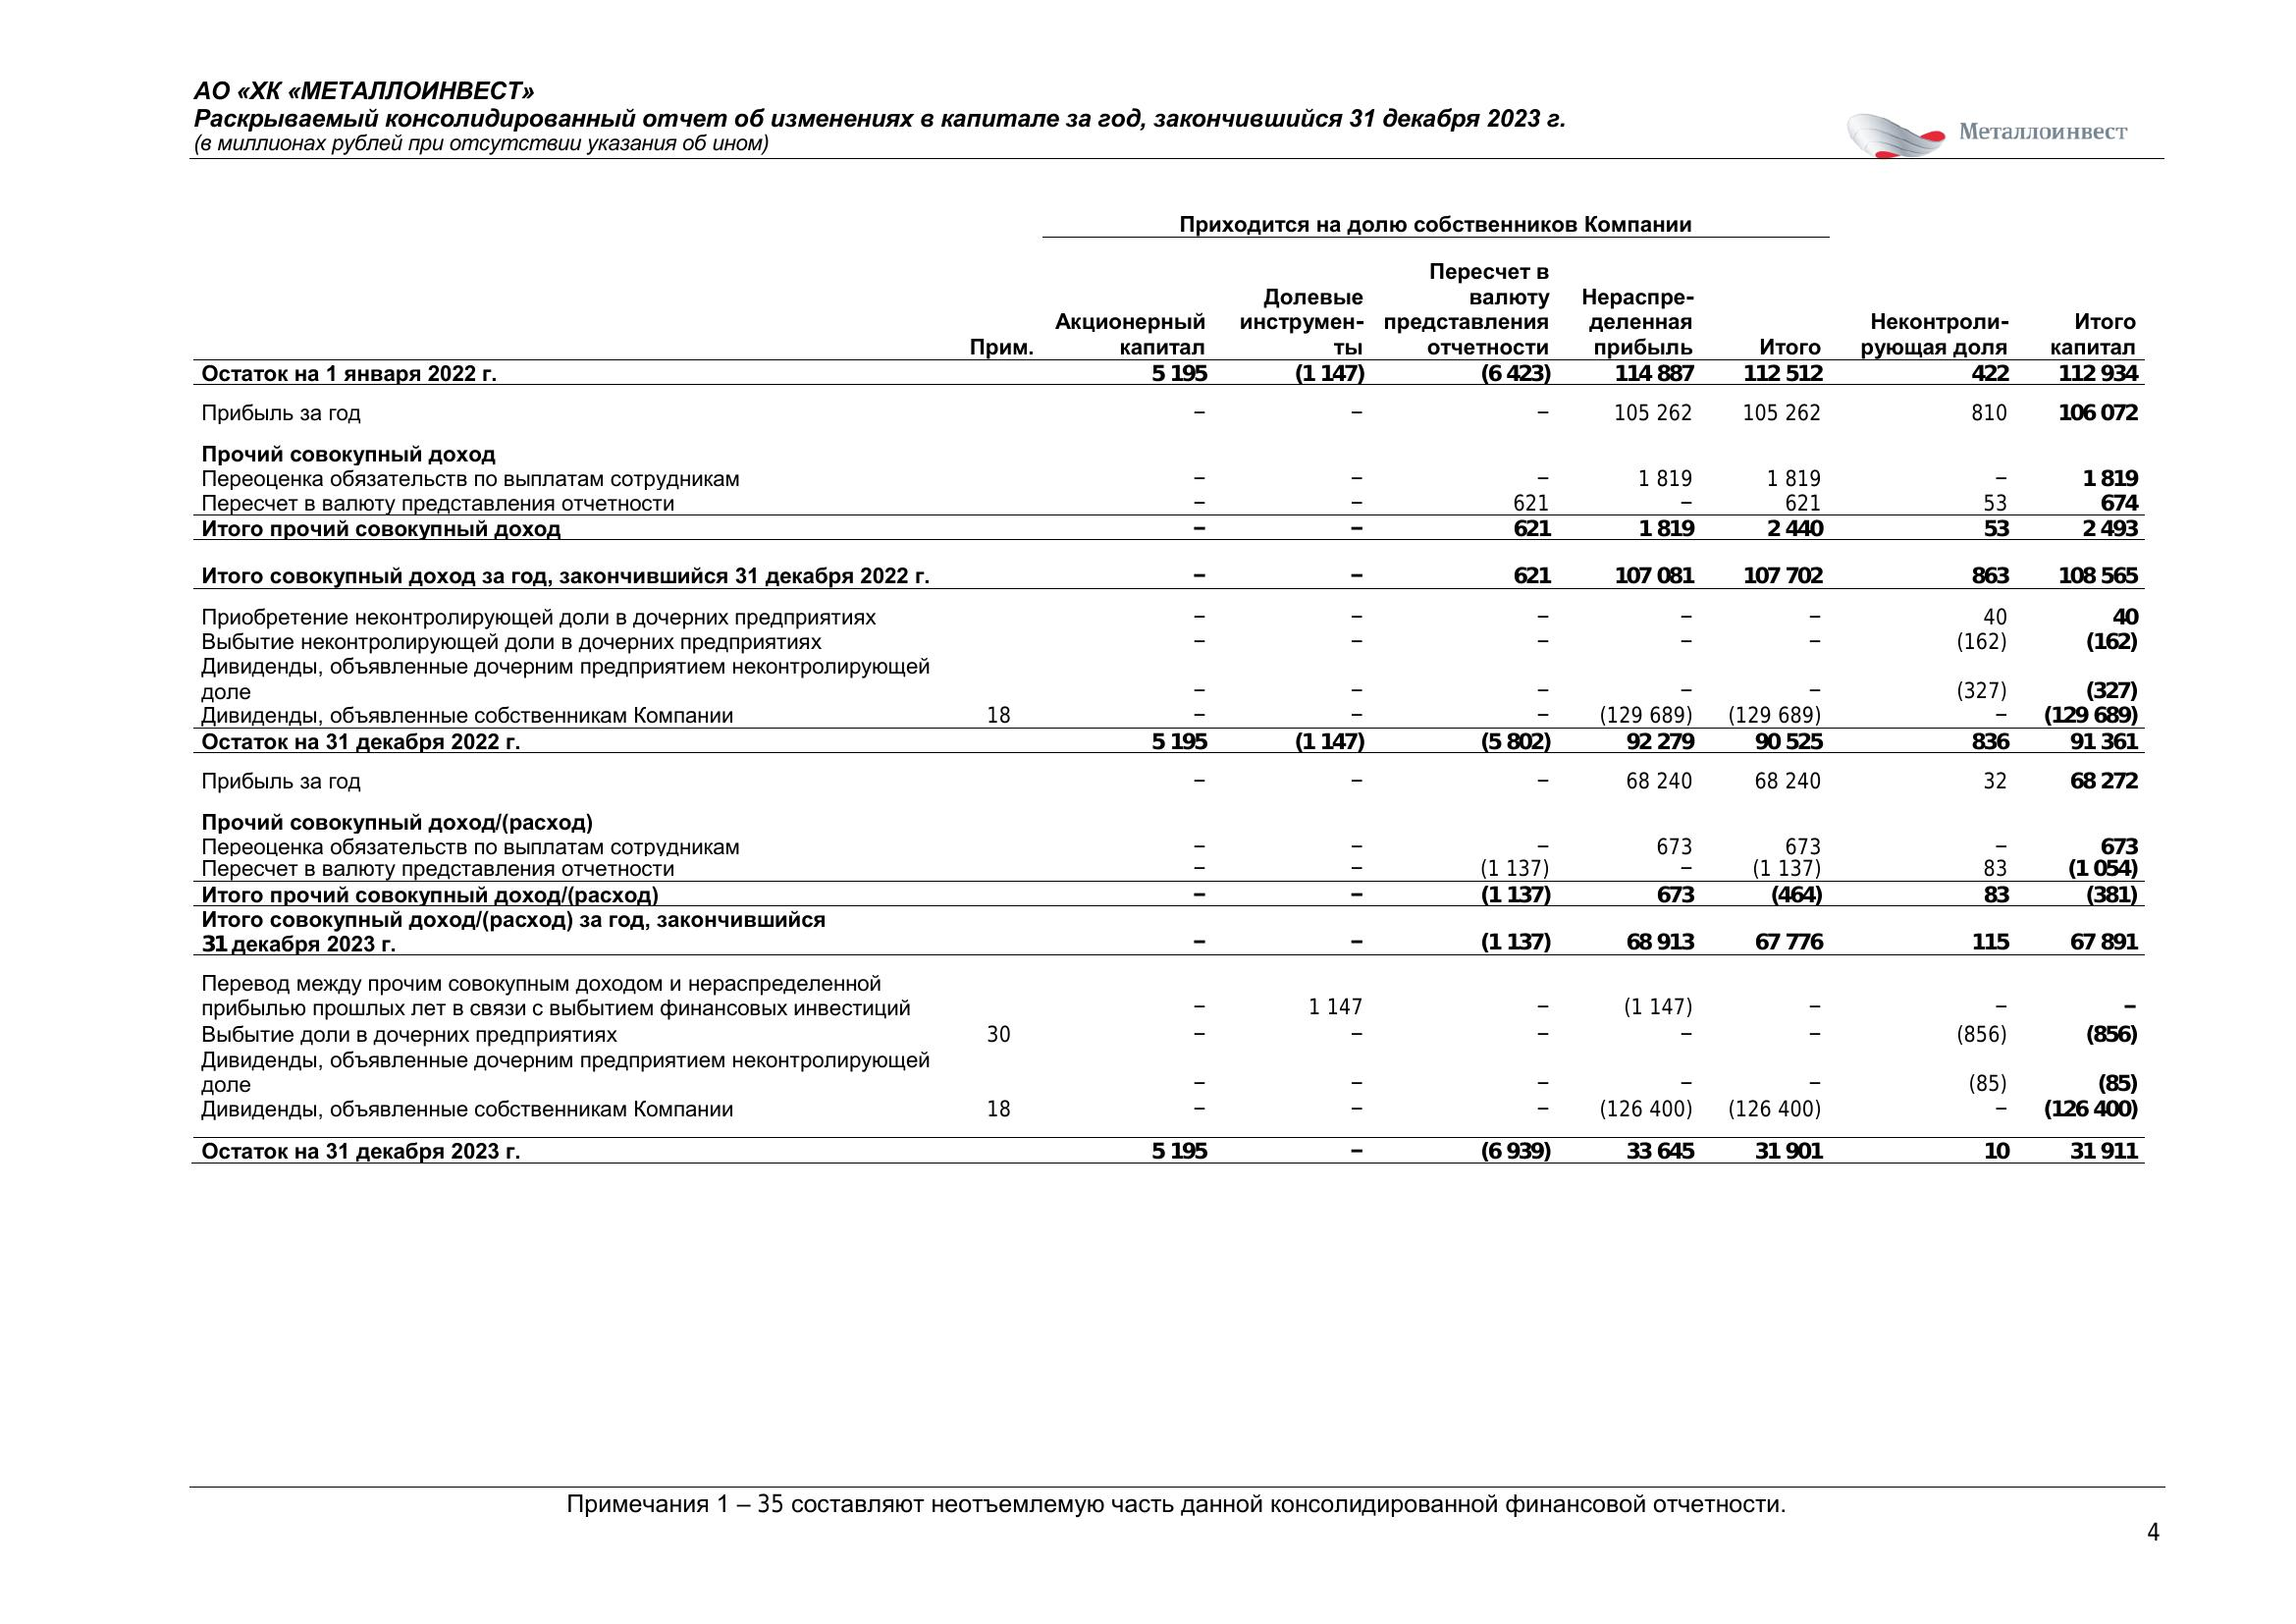 АО «ХК «МЕТАЛЛОИНВЕСТ»
Раскрываемый консолидированный отчет об изменениях в капитале за год, закончившийся 31 декабря 2023 г.
(в миллионах рублей при отсутствии указания об ином)
Металлоинвест
Приходится на долю собственников Компании
Пересчет в
Долевые валюту Нераспре-
Акционерный инструмен- представления деленная Неконтроли- Итого
Прим. капитал ты отчетности прибыль Итого рующая доля капитал
Остаток на 1 января 2022 г. 5 195 (1 147) (6 423) 114 887 112 512 422 112 934
Прибыль за год – – – 105 262 105 262 810 106 072
Прочий совокупный доход
Переоценка обязательств по выплатам сотрудникам – – – 1 819 1 819 – 1 819
Пересчет в валюту представления отчетности – – 621 – 621 53 674
Итого прочий совокупный доход – – 621 1 819 2 440 53 2 493
Итого совокупный доход за год, закончившийся 31 декабря 2022 г. – – 621 107 081 107 702 863 108 565
Приобретение неконтролирующей доли в дочерних предприятиях – – – – – 40 40
Выбытие неконтролирующей доли в дочерних предприятиях – – – – – (162) (162)
Дивиденды, объявленные дочерним предприятием неконтролирующей
доле – – – – – (327) (327)
Дивиденды, объявленные собственникам Компании 18 – – – (129 689) (129 689) – (129 689)
Остаток на 31 декабря 2022 г. 5 195 (1 147) (5 802) 92 279 90 525 836 91 361
Прибыль за год – – – 68 240 68 240 32 68 272
Прочий совокупный доход/(расход)
Переоценка обязательств по выплатам сотрудникам – – – 673 673 – 673
Пересчет в валюту представления отчетности – – (1 137) – (1 137) 83 (1 054)
Итого прочий совокупный доход/(расход) – – (1 137) 673 (464) 83 (381)
Итого совокупный доход/(расход) за год, закончившийся
31 декабря 2023 г. – – (1 137) 68 913 67 776 115 67 891
Перевод между прочим совокупным доходом и нераспределенной
прибылью прошлых лет в связи с выбытием финансовых инвестиций – 1 147 – (1 147) – – –
Выбытие доли в дочерних предприятиях 30 – – – – – (856) (856)
Дивиденды, объявленные дочерним предприятием неконтролирующей
доле – – – – – (85) (85)
Дивиденды, объявленные собственникам Компании 18 – – – (126 400) (126 400) – (126 400)
Остаток на 31 декабря 2023 г. 5 195 – (6 939) 33 645 31 901 10 31 911
Примечания 1 – 35 составляют неотъемлемую часть данной консолидированной финансовой отчетности.
4